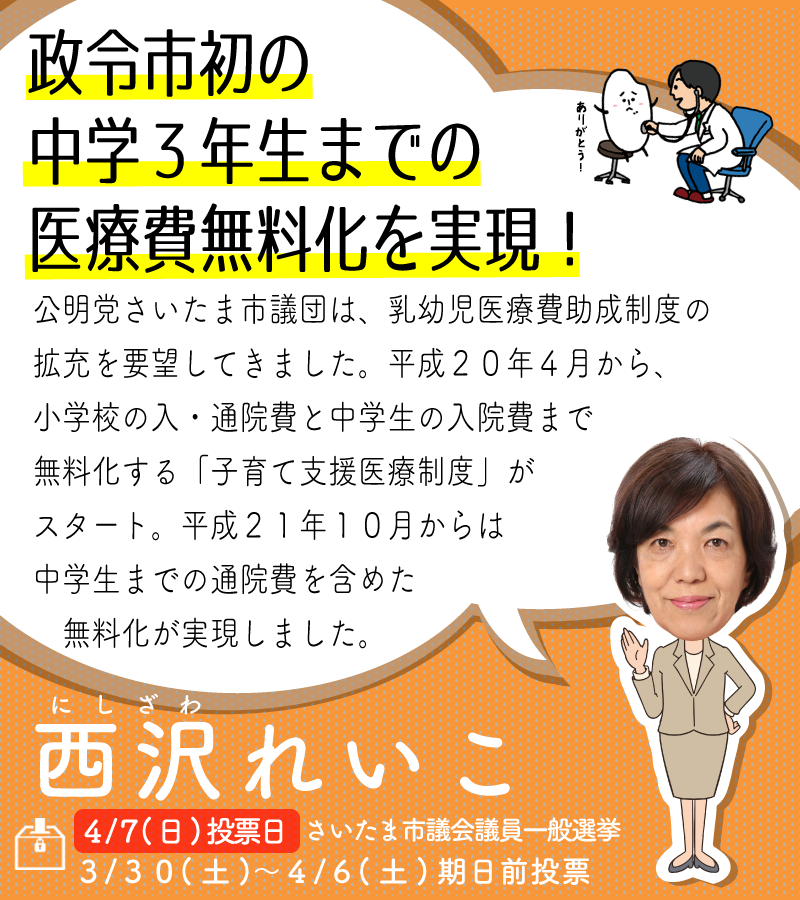 政令市初の
中学３年生までの
医療費無料化を実現！
ありがとう！
公明党さいたま市議団は、乳幼児医療費助成制度の
拡充を要望してきました。平成２０年４月から、
小学校の入・通院費と中学生の入院費まで
無料化する「子育て支援医療制度」が
スタート。平成２１年１０月からは
中学生までの通院費を含めた
無料化が実現しました。
にしざわ
西沢れいこ
4/7(日)投票日 さいたま市議会議員一般選挙
３/３０(土)～４/６(土)期日前投票